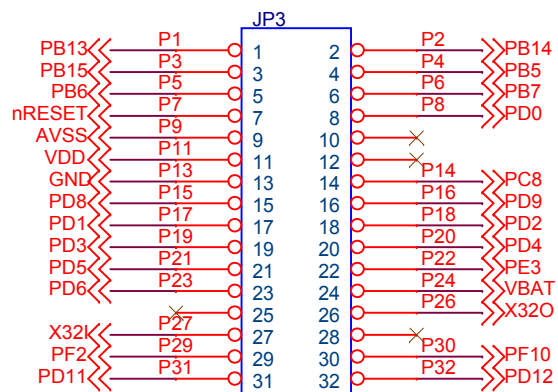 JP3
PB13 P1 1 2 P2 PB14
PB15 P3 3 4 P4 PB5
PB6 P5 5 6 P6 PB7
nRESET P7 7 8 P8 PD0
AVSS P9 9 10
VDD P11 11 12
GND P13 13 14 P14 PC8
PD8 P15 15 16 P16 PD9
PD1 P17 17 18 P18 PD2
PD3 P19 19 20 P20 PD4
PD5 P21 21 22 P22 PE3
PD6 P23 23 24 P24 VBAT
25 26 P26 X32O
X32I P27 27 28
PF2 P29 29 30 P30 PF10
PD11 P31 31 32 P32 PD12